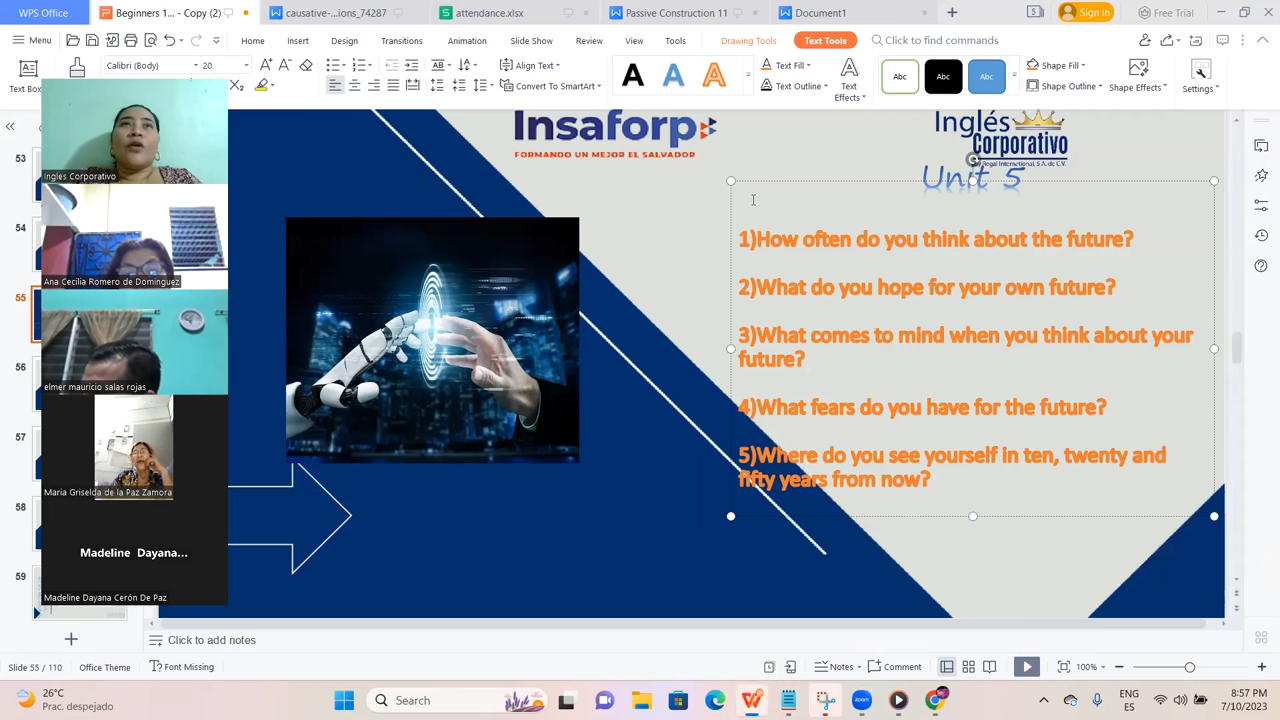 WPS
Passport - Copy (2)
causative-...ions_74287
attendance.xlsx
Passive Construction 11
Document1
5
Sign in
Free Trial
Menu
Home
Insert
Design
Transitions
Animation
Slide Show
Review
View
Tools
Drawing Tools
Text Tools
Click to find commands
Text Box
Calibri (Body)
20
Align Text
Convert To SmartArt
A A A
Text Fill
Text Outline
Text Effects
Abc Abc Abc
Shape Fill
Shape Outline
Shape Effects
Settings
Ingles Corporativo
Ana Cecilia Romero de Dominguez
elmer mauricio salas rojas
Maria Griselda de la Paz Zamora
Madeline Dayana...
Madeline Dayana Cerón De Paz
53
54
55
56
57
58
59
Insaforp
FORMANDO UN MEJOR EL SALVADOR
Inglés
Corporativo
by Regal International, S.A. de C.V.
Unit 5
1)How often do you think about the future?
2)What do you hope for your own future?
3)What comes to mind when you think about your
future?
4)What fears do you have for the future?
5)Where do you see yourself in ten, twenty and
fifty years from now?
Click to add notes
Slide 55 / 110
Office Theme
Font Missing
Notes
Comment
100%
26°C
Prac. despejado
Search
ENG
ES
8:57 PM
7/10/2023